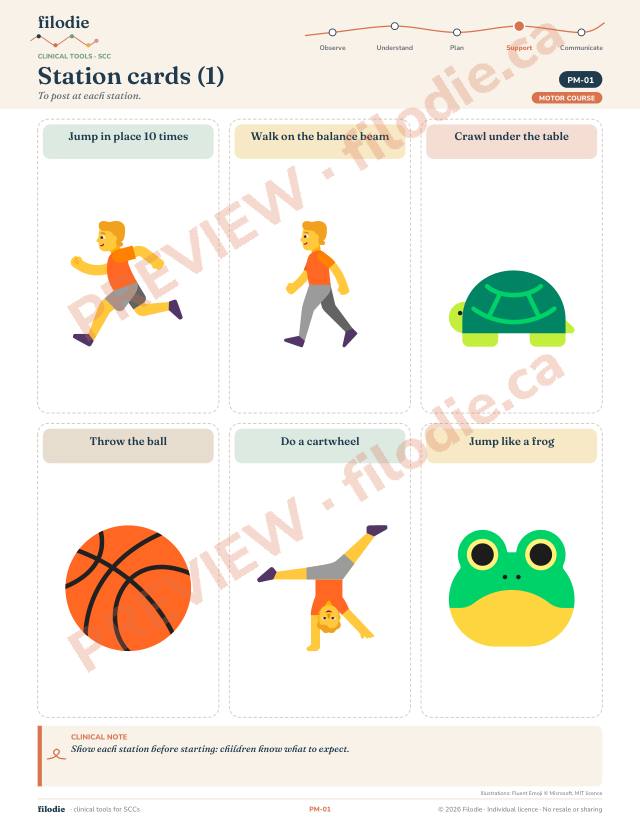 filodie
Observe Understand Plan Support Communicate
CLINICAL TOOLS · SCC
Station cards (1)
To post at each station.
PM-01
MOTOR COURSE
Jump in place 10 times
Walk on the balance beam
Crawl under the table
PREVIEW · filodie.ca
Throw the ball
Do a cartwheel
Jump like a frog
PREVIEW · filodie.ca
CLINICAL NOTE
Show each station before starting: children know what to expect.
Illustrations: Fluent Emoji © Microsoft, MIT licence
filodie · clinical tools for SCCs
PM-01
© 2026 Filodie · Individual licence · No resale or sharing